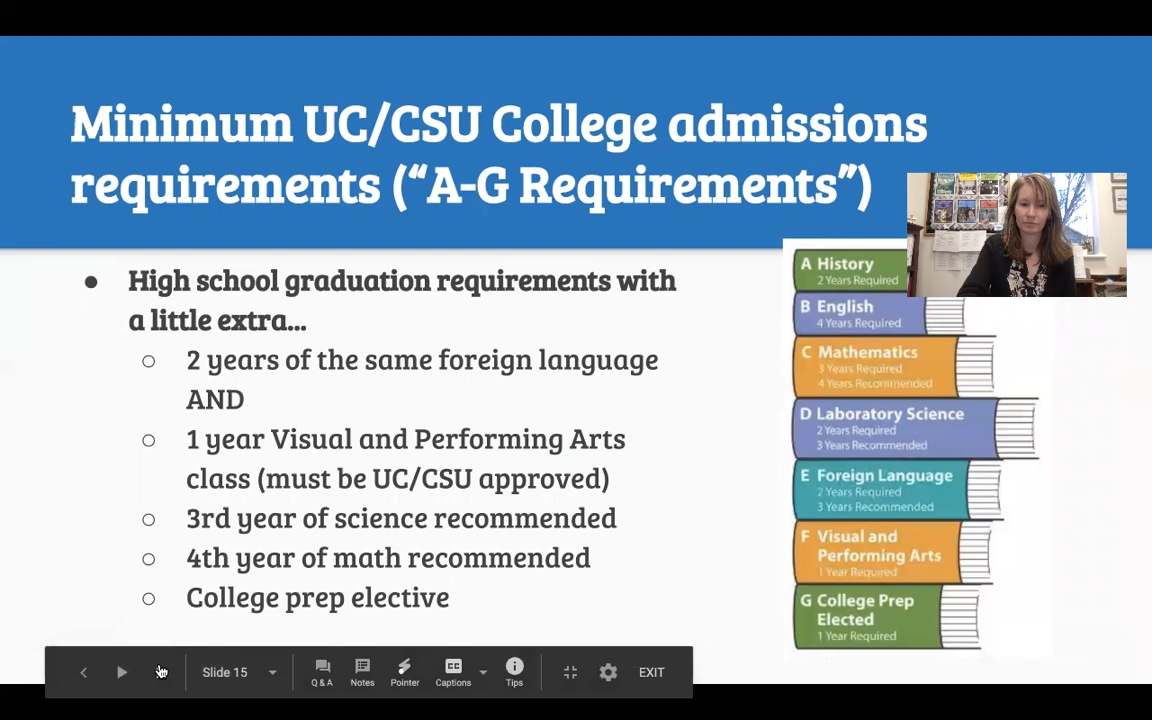 Minimum UC/CSU College admissions
requirements (“A-G Requirements”)
● High school graduation requirements with
a little extra...
○ 2 years of the same foreign language
AND
○ 1 year Visual and Performing Arts
class (must be UC/CSU approved)
○ 3rd year of science recommended
○ 4th year of math recommended
○ College prep elective
A History
2 Years Required
B English
4 Years Required
C Mathematics
3 Years Required
4 Years Recommended
D Laboratory Science
2 Years Required
3 Years Recommended
E Foreign Language
2 Years Required
3 Years Recommended
F Visual and
Performing Arts
1 Year Required
G College Prep
Elected
1 Year Required
Slide 15
Q & A
Notes
Pointer
CC
Captions
Tips
EXIT